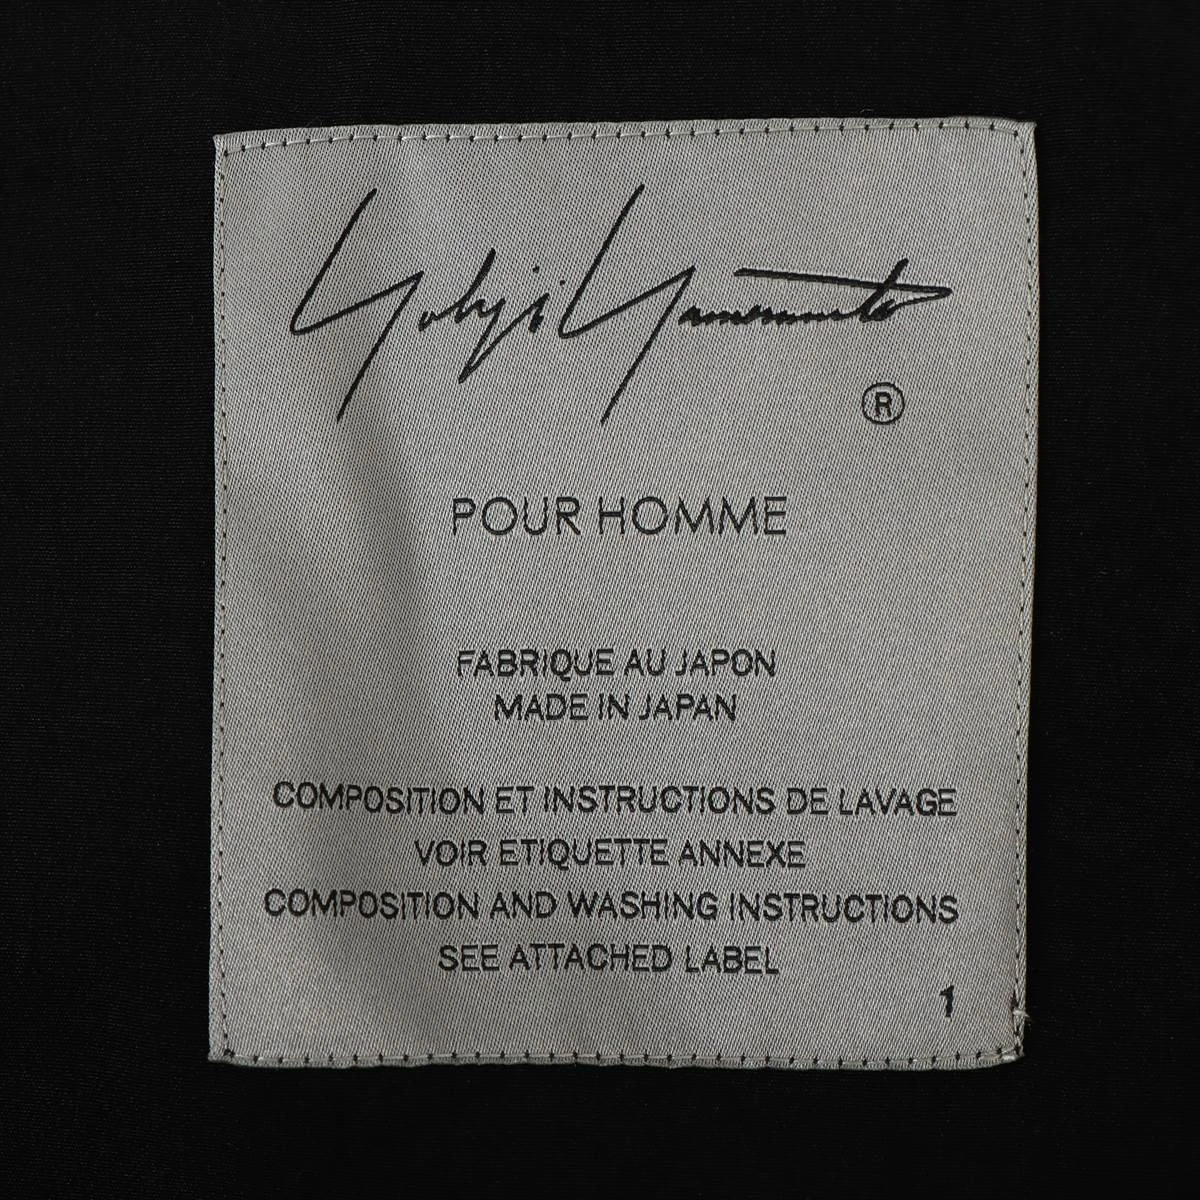 Yohji Yamamoto
®
POUR HOMME
FABRIQUE AU JAPON
MADE IN JAPAN
COMPOSITION ET INSTRUCTIONS DE LAVAGE
VOIR ETIQUETTE ANNEXE
COMPOSITION AND WASHING INSTRUCTIONS
SEE ATTACHED LABEL
1